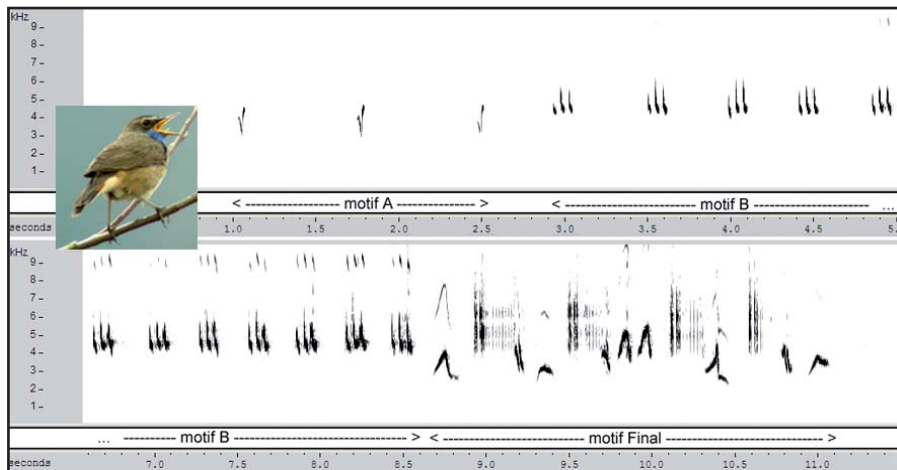 kHz
9 -
8 -
7 -
6 -
5 -
4 -
3 -
2 -
1 -
< ------------------- motif A --------------- >
< ----------------------- motif B ---------------------- ...
seconds 1.0 1.5 2.0 2.5 3.0 3.5 4.0 4.5 5.
kHz
9 -
8 -
7 -
6 -
5 -
4 -
3 -
2 -
1 -
... ----------- motif B ----------------------------- >
< ---------------------- motif Final ---------------------- >
seconds 7.0 7.5 8.0 8.5 9.0 9.5 10.0 10.5 11.0